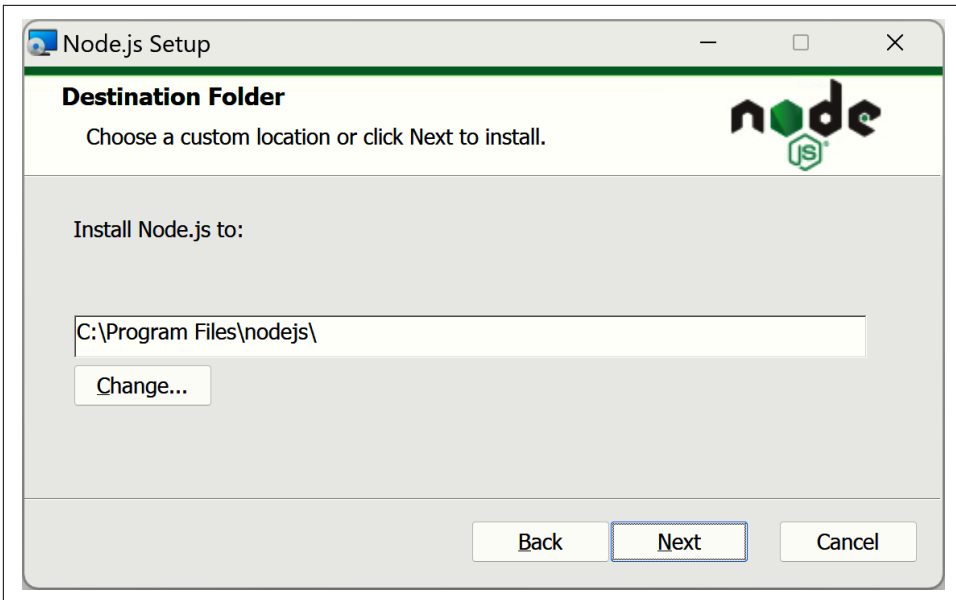 Node.js Setup
Destination Folder
Choose a custom location or click Next to install.
node
JS
Install Node.js to:
C:\Program Files\nodejs\
Change...
Back
Next
Cancel